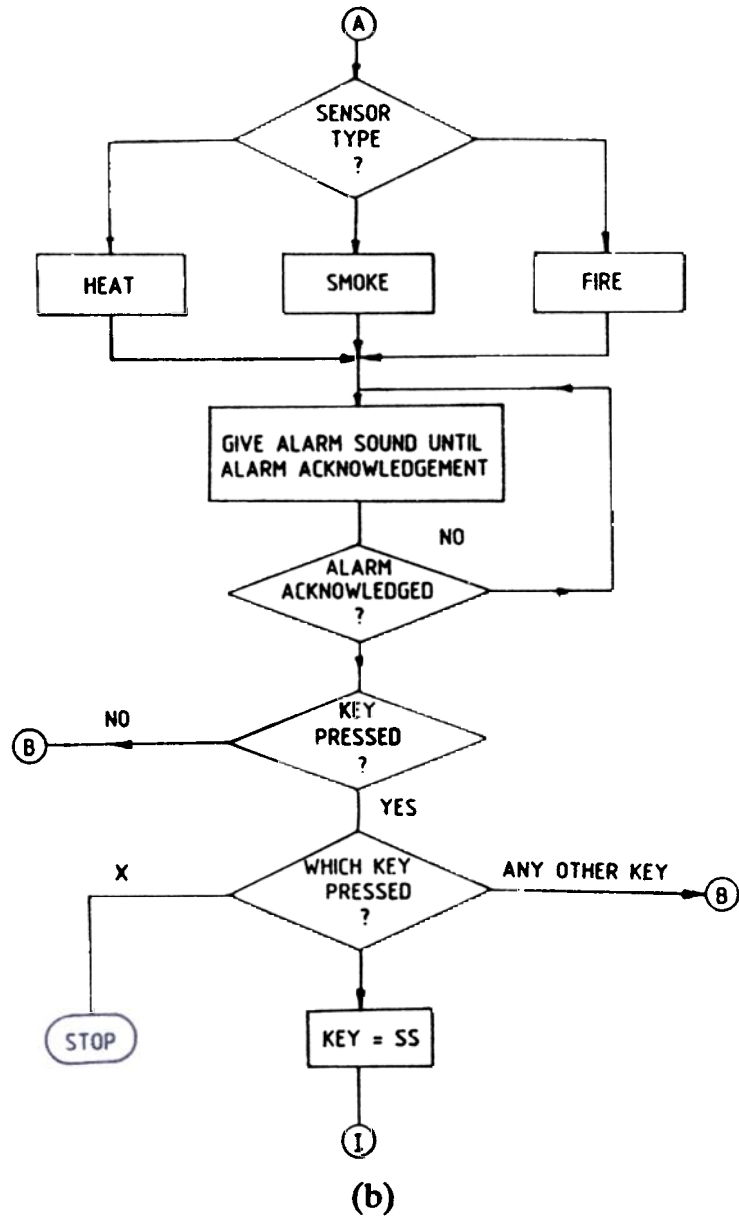 A
SENSOR
TYPE
?
HEAT
SMOKE
FIRE
GIVE ALARM SOUND UNTIL
ALARM ACKNOWLEDGEMENT
NO
ALARM
ACKNOWLEDGED
?
KEY
PRESSED
?
NO
B
YES
WHICH KEY
PRESSED
?
X
ANY OTHER KEY
B
STOP
KEY = SS
I
(b)